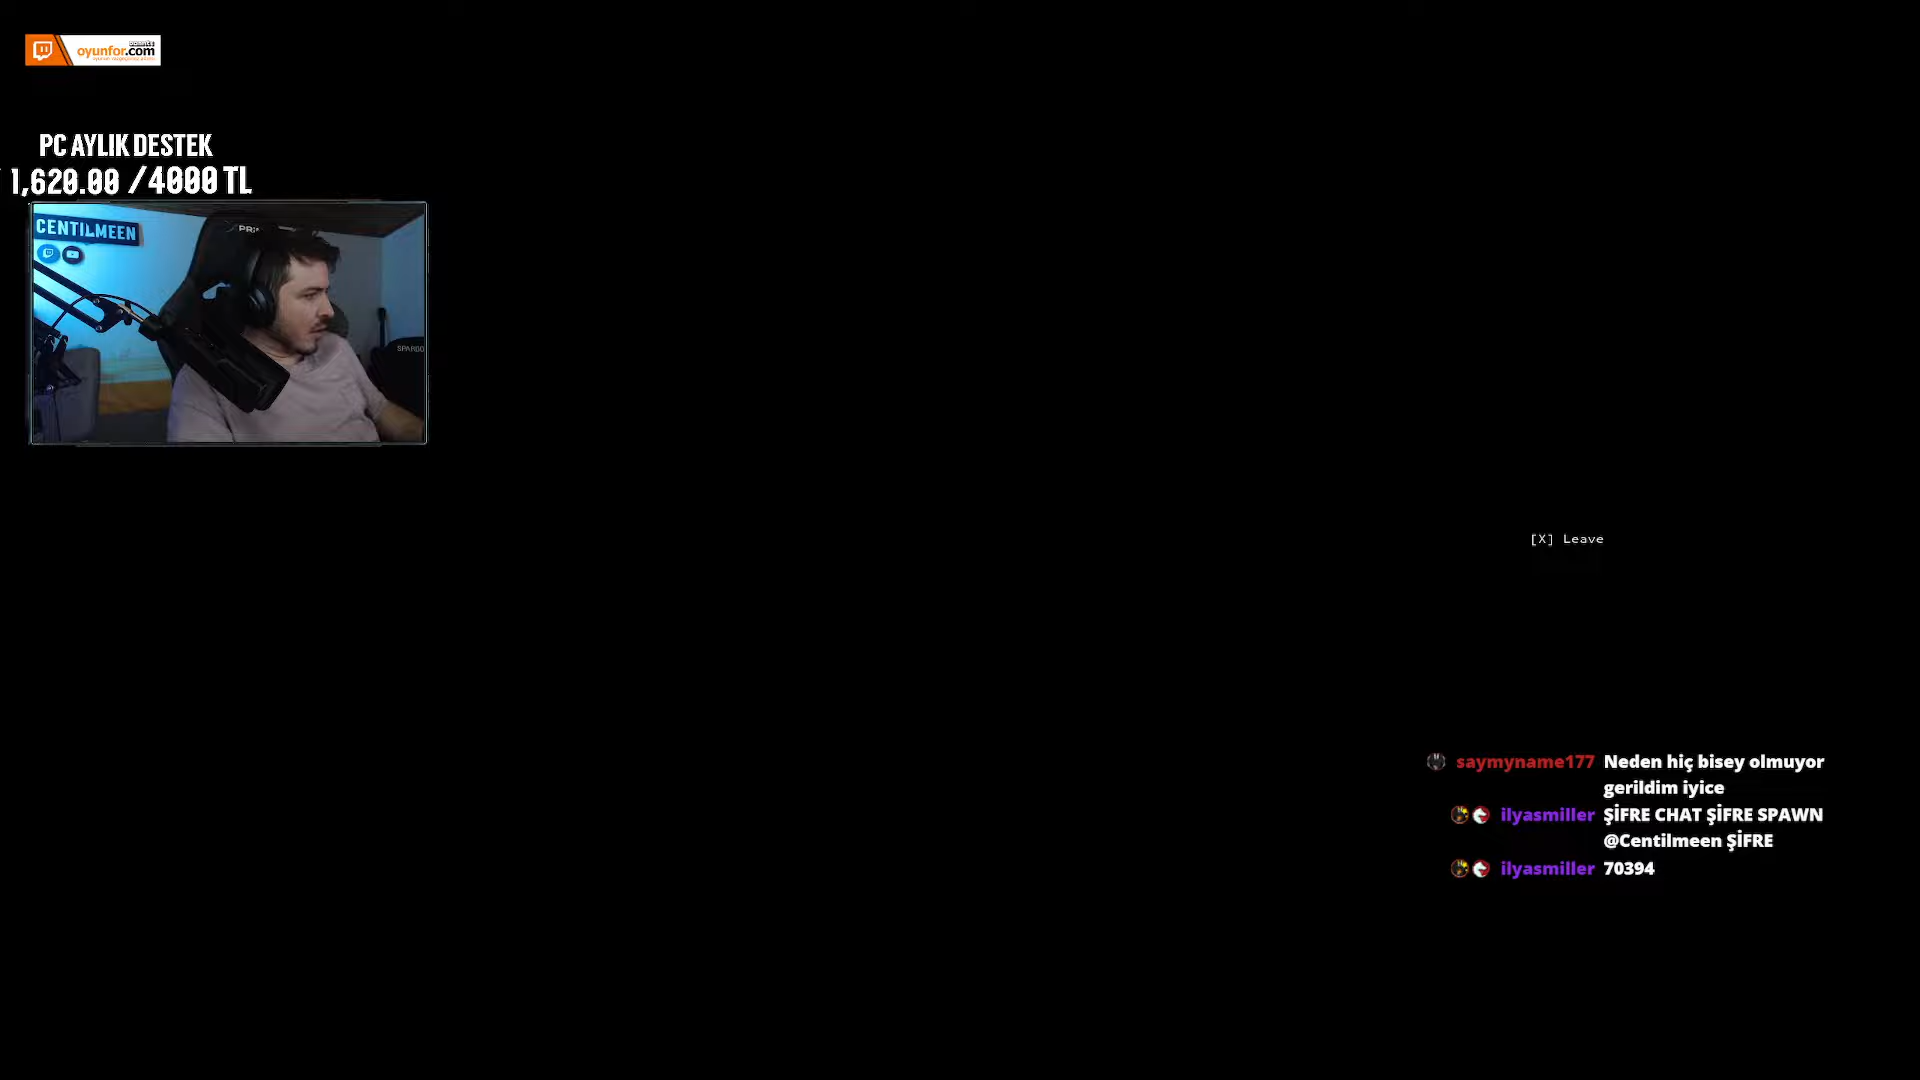 oyunfor.com
PC AYLIK DESTEK
1,620.00 /4000 TL
CENTILMEEN
[X] Leave
saymyname177 Neden hiç bisey olmuyor
gerildim iyice
ilyasmiller ŞİFRE CHAT ŞİFRE SPAWN
@Centilmeen ŞİFRE
ilyasmiller 70394